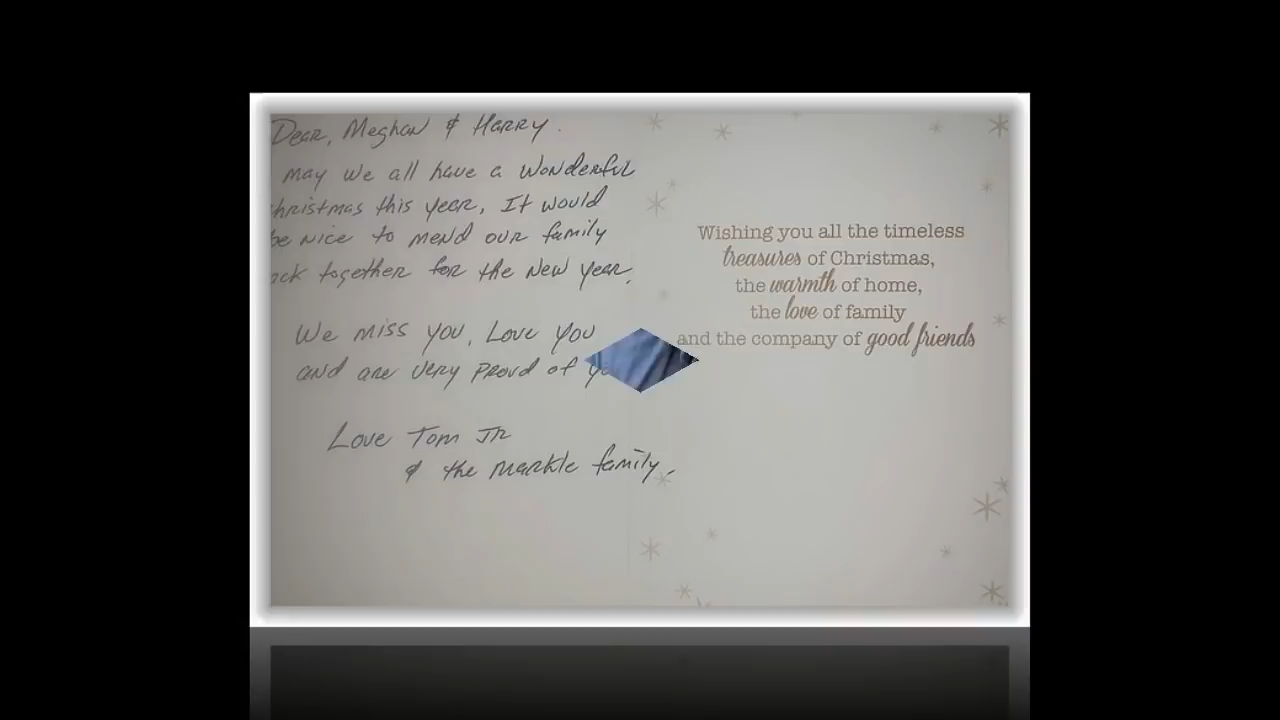 Dear, Meghan & Harry.
may we all have a wonderful
hristmas this year. It would
be nice to mend our family
ack together for the New Year.
We miss you, Love you
and are very proud of
Love Tom Jr
& the Markle family.
Wishing you all the timeless
treasures of Christmas,
the warmth of home,
the love of family
and the company of good friends